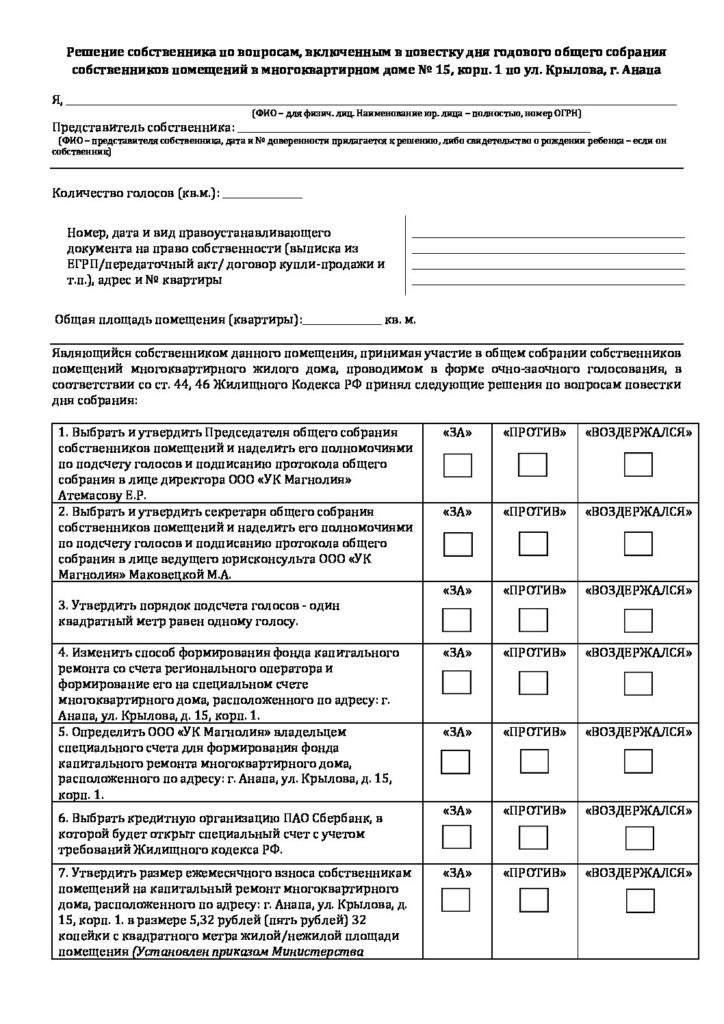 Решение собственника по вопросам, включенным в повестку дня годового общего собрания
собственников помещений в многоквартирном доме № 15, корп. 1 по ул. Крылова, г. Анапа
Я,
(ФИО – для физич. лиц. Наименование юр. лица – полностью, номер ОГРН)
Представитель собственника:
(ФИО – представителя собственника, дата и № доверенности прилагается к решению, либо свидетельство о рождении ребенка – если он
собственник)
Количество голосов (кв.м.):
Номер, дата и вид правоустанавливающего
документа на право собственности (выписка из
ЕГРП/передаточный акт/ договор купли-продажи и
т.п.), адрес и № квартиры
Общая площадь помещения (квартиры): кв. м.
Являющийся собственником данного помещения, принимая участие в общем собрании собственников
помещений многоквартирного жилого дома, проводимом в форме очно-заочного голосования, в
соответствии со ст. 44, 46 Жилищного Кодекса РФ принял следующие решения по вопросам повестки
дня собрания:
1. Выбрать и утвердить Председателя общего собрания
собственников помещений и наделить его полномочиями
по подсчету голосов и подписанию протокола общего
собрания в лице директора ООО «УК Магнолия»
Атемасову Е.Р.
«ЗА» «ПРОТИВ» «ВОЗДЕРЖАЛСЯ»
2. Выбрать и утвердить секретаря общего собрания
собственников помещений и наделить его полномочиями
по подсчету голосов и подписанию протокола общего
собрания в лице ведущего юрисконсульта ООО «УК
Магнолия» Маковецкой М.А.
«ЗА» «ПРОТИВ» «ВОЗДЕРЖАЛСЯ»
3. Утвердить порядок подсчета голосов - один
квадратный метр равен одному голосу.
«ЗА» «ПРОТИВ» «ВОЗДЕРЖАЛСЯ»
4. Изменить способ формирования фонда капитального
ремонта со счета регионального оператора и
формирование его на специальном счете
многоквартирного дома, расположенного по адресу: г.
Анапа, ул. Крылова, д. 15, корп. 1.
«ЗА» «ПРОТИВ» «ВОЗДЕРЖАЛСЯ»
5. Определить ООО «УК Магнолия» владельцем
специального счета для формирования фонда
капитального ремонта многоквартирного дома,
расположенного по адресу: г. Анапа, ул. Крылова, д. 15,
корп. 1.
«ЗА» «ПРОТИВ» «ВОЗДЕРЖАЛСЯ»
6. Выбрать кредитную организацию ПАО Сбербанк, в
которой будет открыт специальный счет с учетом
требований Жилищного кодекса РФ.
«ЗА» «ПРОТИВ» «ВОЗДЕРЖАЛСЯ»
7. Утвердить размер ежемесячного взноса собственникам
помещений на капитальный ремонт многоквартирного
дома, расположенного по адресу: г. Анапа, ул. Крылова, д.
15, корп. 1. в размере 5,32 рублей (пять рублей) 32
копейки с квадратного метра жилой/нежилой площади
помещения (Установлен приказом Министерства
«ЗА» «ПРОТИВ» «ВОЗДЕРЖАЛСЯ»